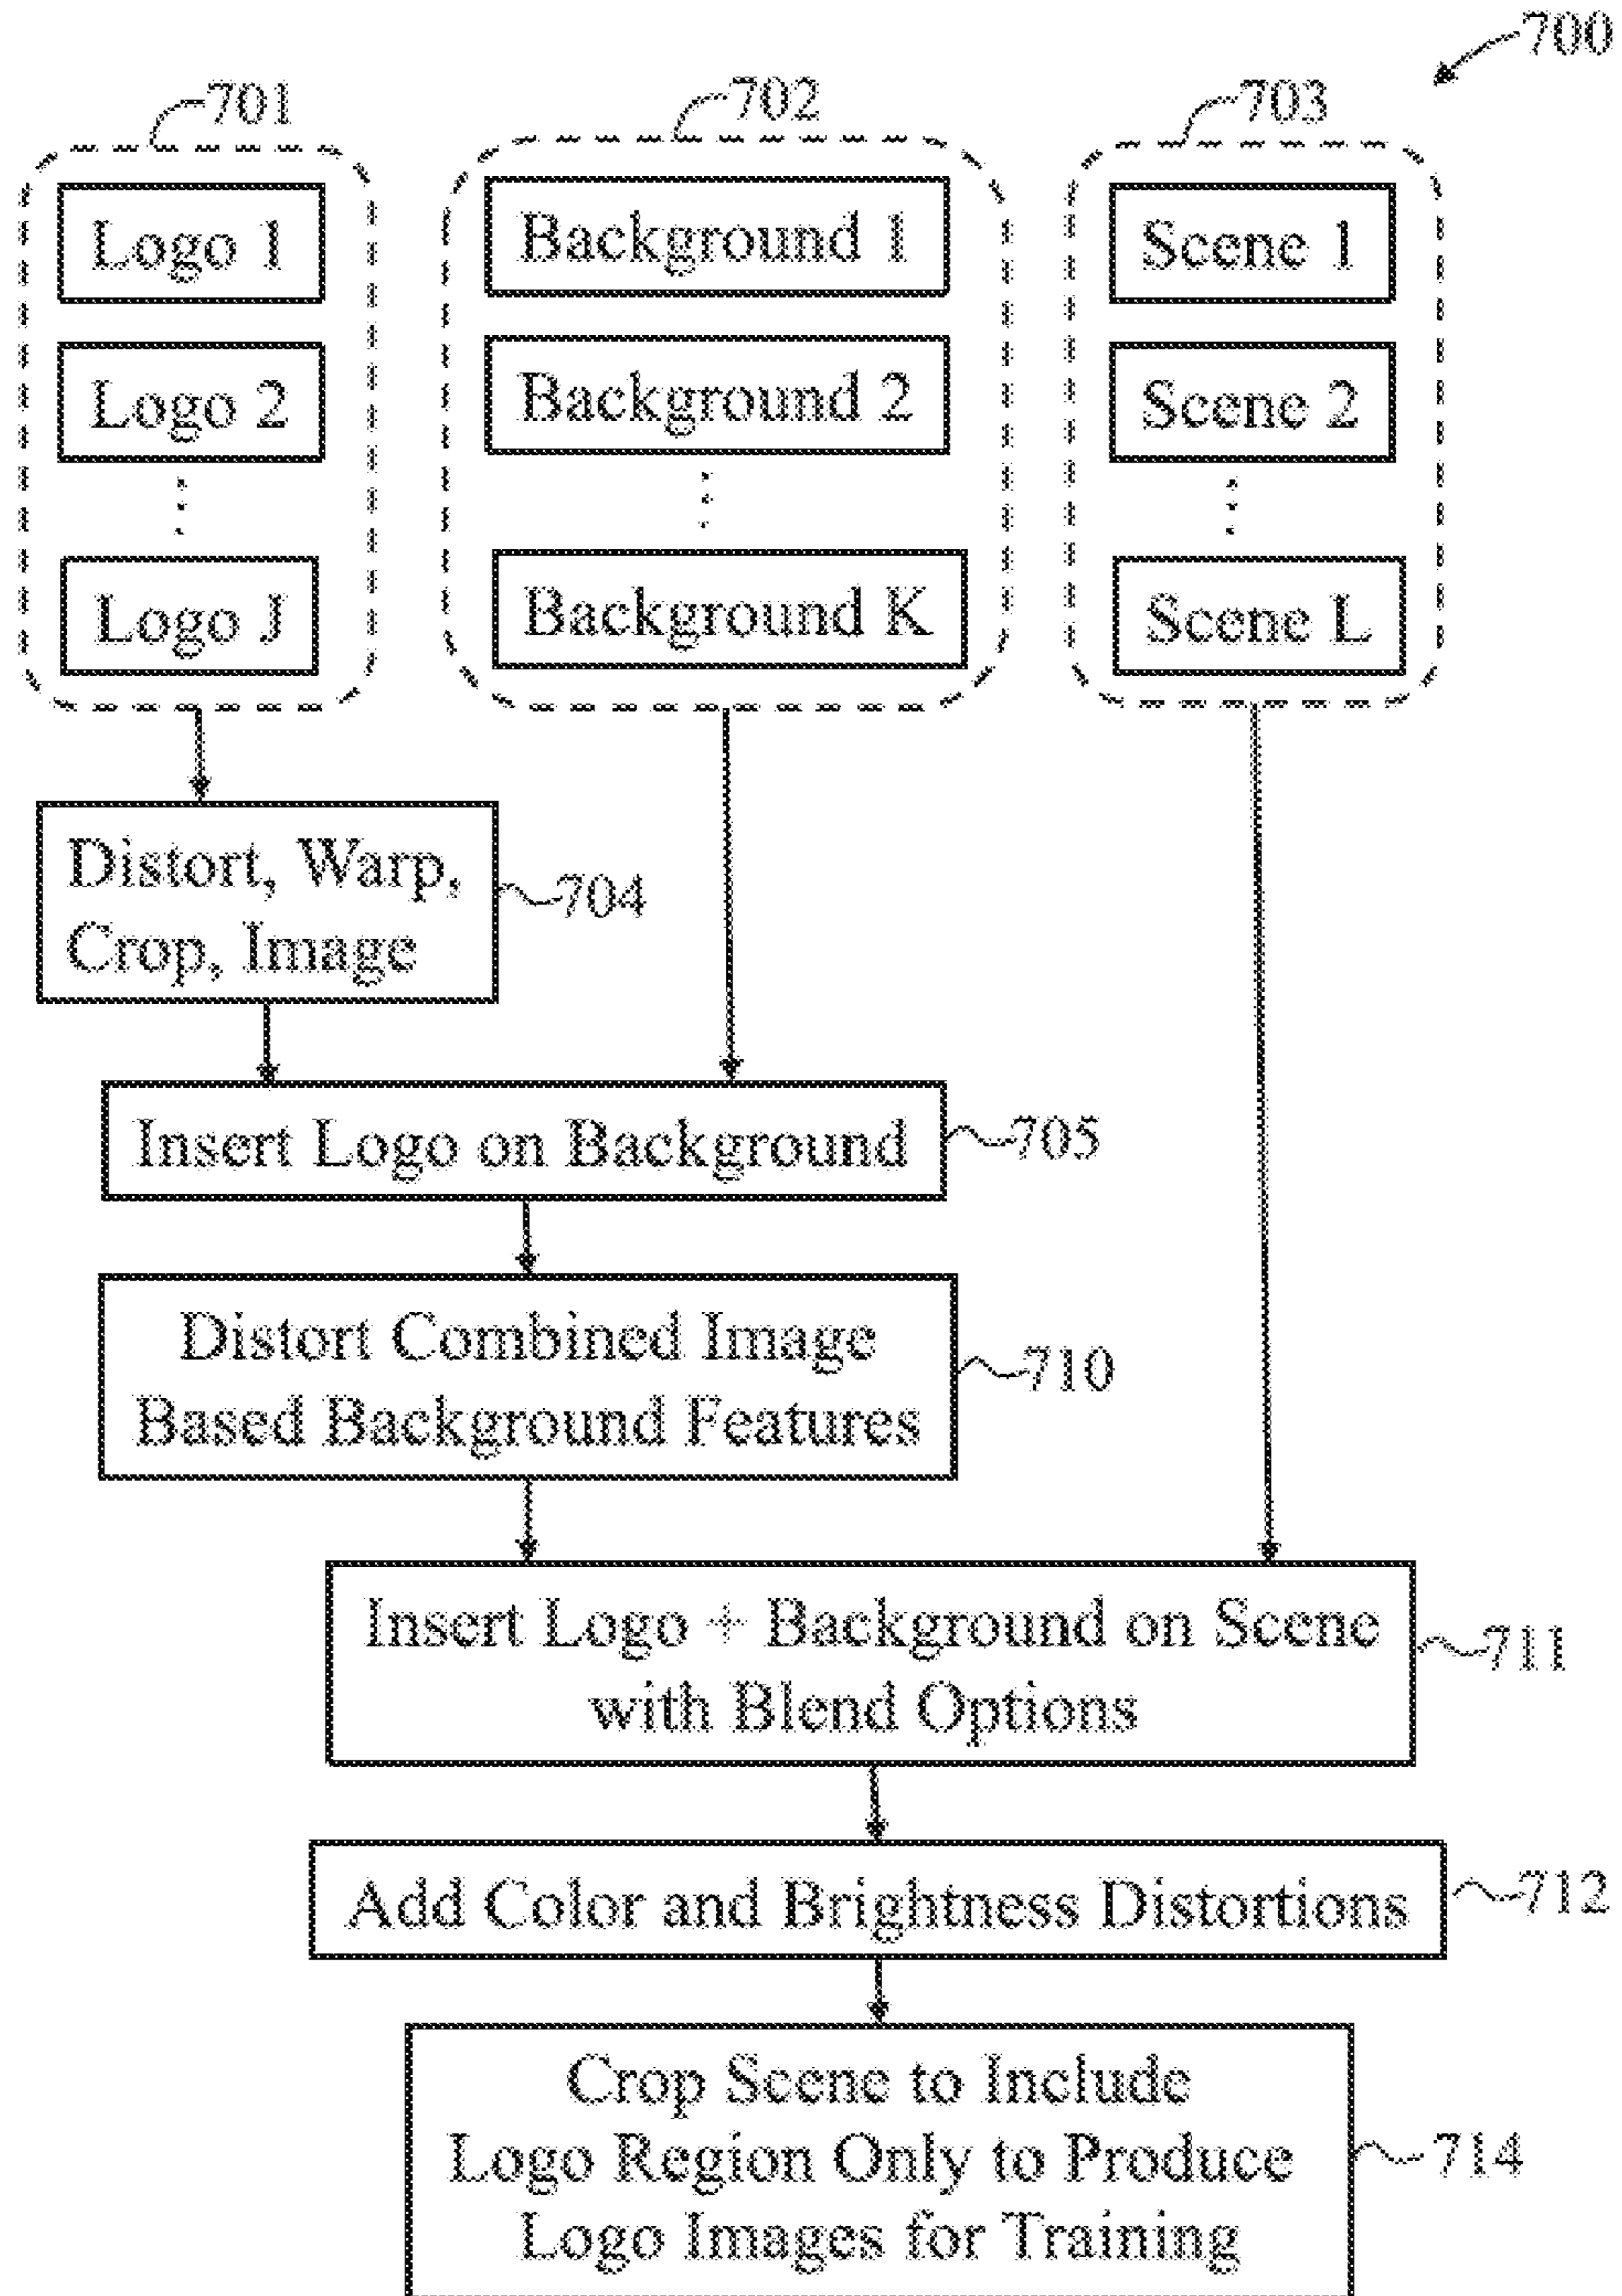 700
701
702
703
Logo 1
Background 1
Scene 1
Logo 2
Background 2
Scene 2
Logo J
Background K
Scene L
Distort, Warp,
Crop, Image
704
Insert Logo on Background
705
Distort Combined Image
Based Background Features
710
Insert Logo + Background on Scene
with Blend Options
711
Add Color and Brightness Distortions
712
Crop Scene to Include
Logo Region Only to Produce
Logo Images for Training
714